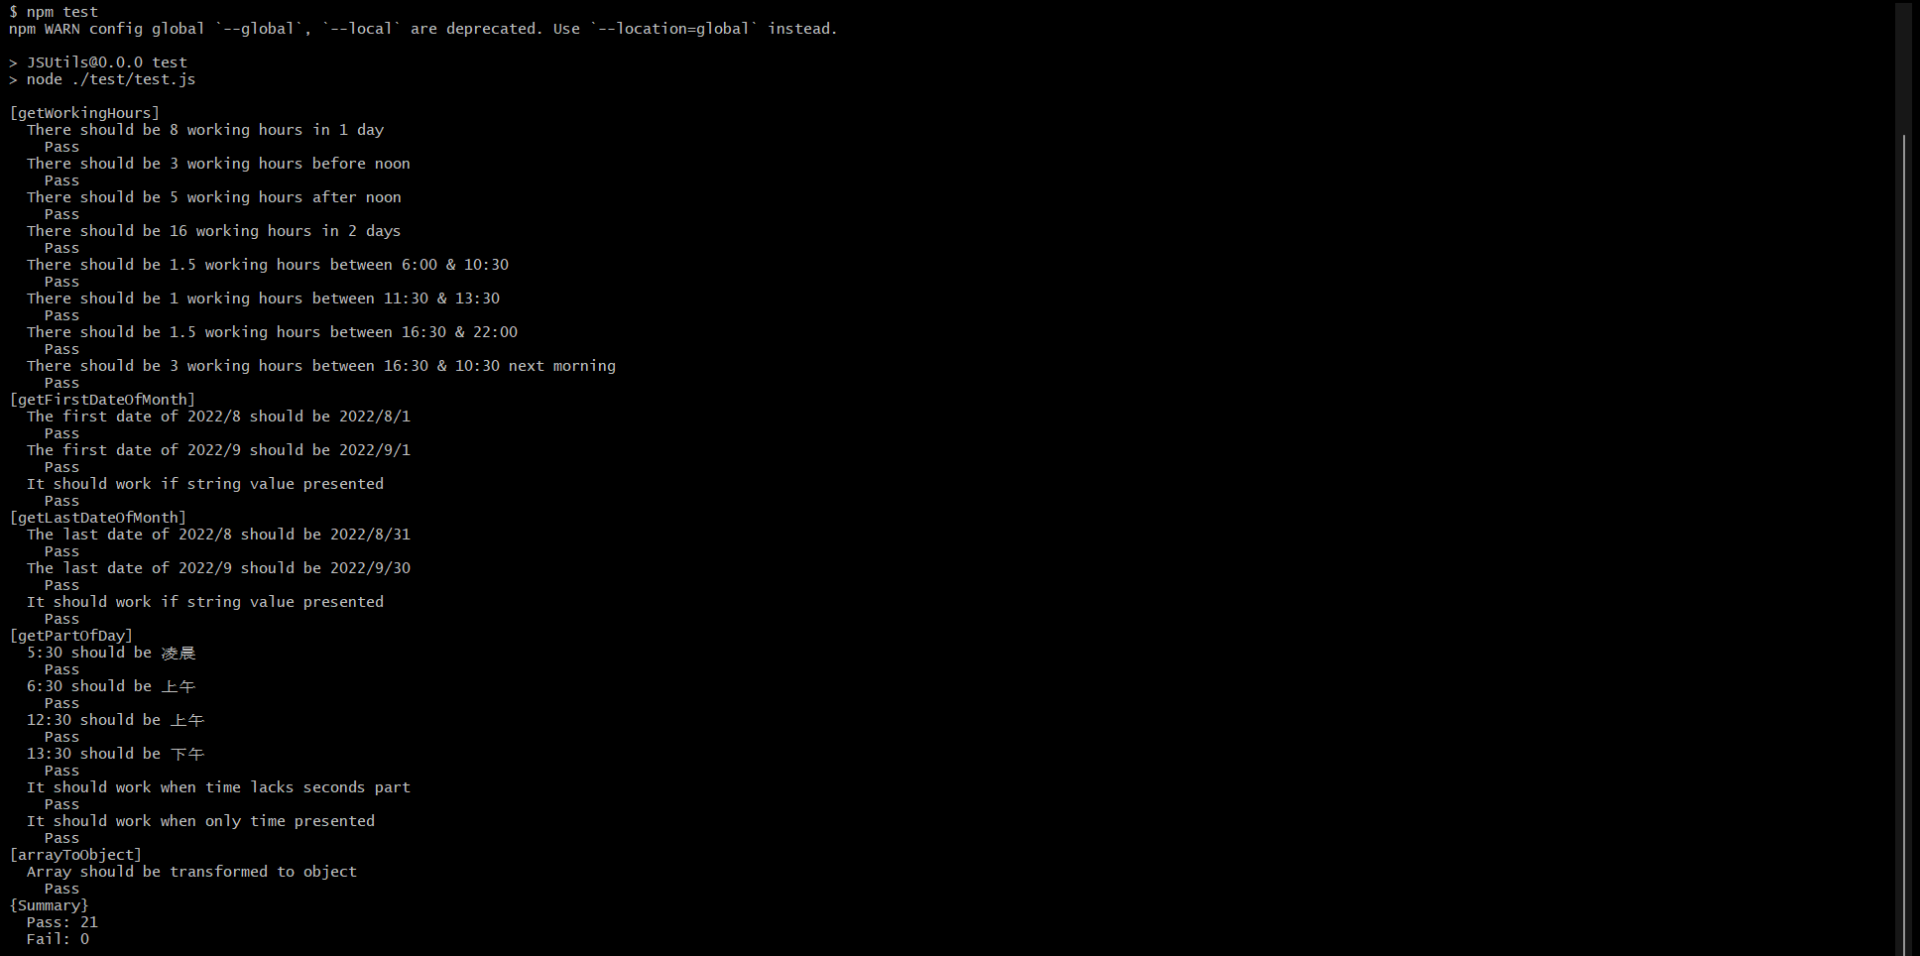 $ npm test
npm WARN config global `--global`, `--local` are deprecated. Use `--location=global` instead.
> JSUtils@0.0.0 test
> node ./test/test.js
[getWorkingHours]
There should be 8 working hours in 1 day
Pass
There should be 3 working hours before noon
Pass
There should be 5 working hours after noon
Pass
There should be 16 working hours in 2 days
Pass
There should be 1.5 working hours between 6:00 & 10:30
Pass
There should be 1 working hours between 11:30 & 13:30
Pass
There should be 1.5 working hours between 16:30 & 22:00
Pass
There should be 3 working hours between 16:30 & 10:30 next morning
Pass
[getFirstDateOfMonth]
The first date of 2022/8 should be 2022/8/1
Pass
The first date of 2022/9 should be 2022/9/1
Pass
It should work if string value presented
Pass
[getLastDateOfMonth]
The last date of 2022/8 should be 2022/8/31
Pass
The last date of 2022/9 should be 2022/9/30
Pass
It should work if string value presented
Pass
[getPartOfDay]
5:30 should be 凌晨
Pass
6:30 should be 上午
Pass
12:30 should be 上午
Pass
13:30 should be 下午
Pass
It should work when time lacks seconds part
Pass
It should work when only time presented
Pass
[arrayToObject]
Array should be transformed to object
Pass
{Summary}
Pass: 21
Fail: 0